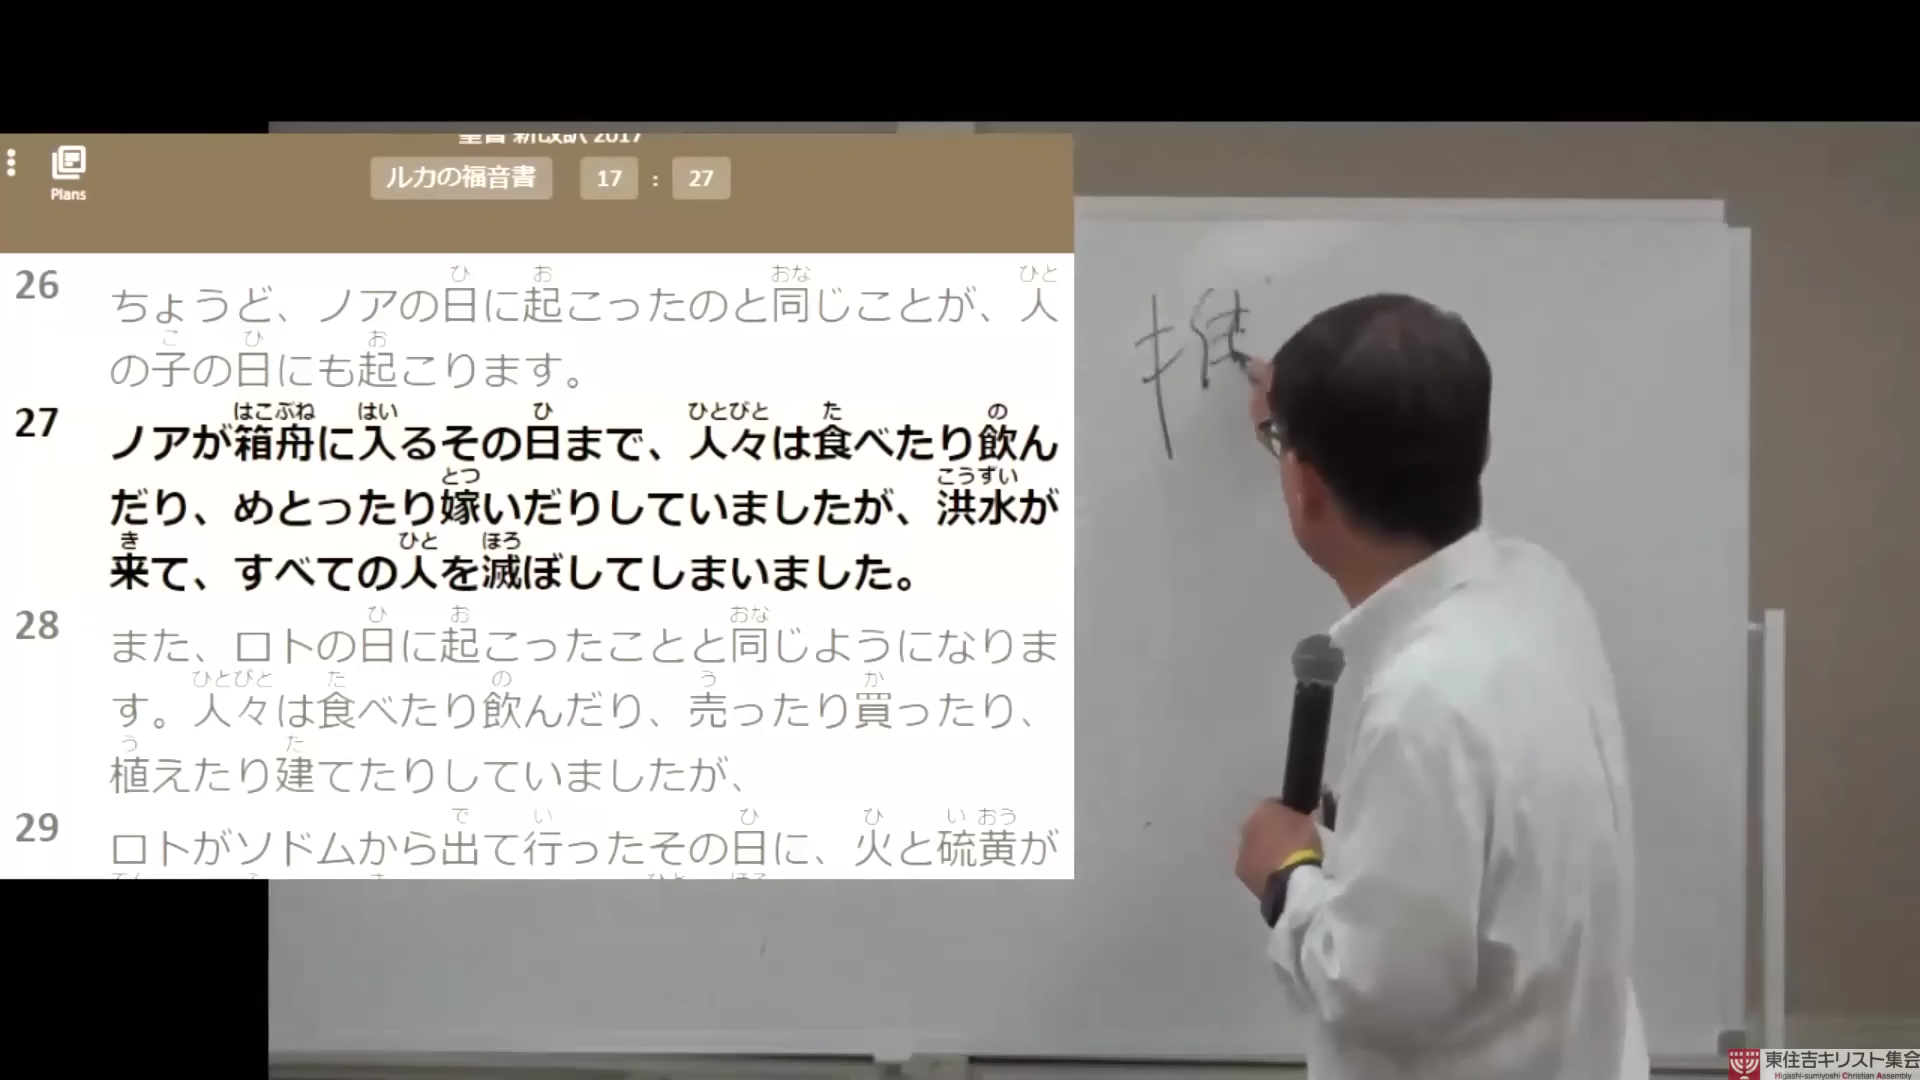 聖書 新改訳 2017
Plans
ルカの福音書 17 : 27
26 ちょうど、ノアの日に起こったのと同じことが、人
の子の日にも起こります。
27 ノアが箱舟に入るその日まで、人々は食べたり飲ん
だり、めとったり嫁いだりしていましたが、洪水が
来て、すべての人を滅ぼしてしまいました。
28 また、ロトの日に起こったことと同じようになりま
す。人々は食べたり飲んだり、売ったり買ったり、
植えたり建てたりしていましたが、
29 ロトがソドムから出て行ったその日に、火と硫黄が
東住吉キリスト集会
Higashi-sumiyoshi Christian Assembly